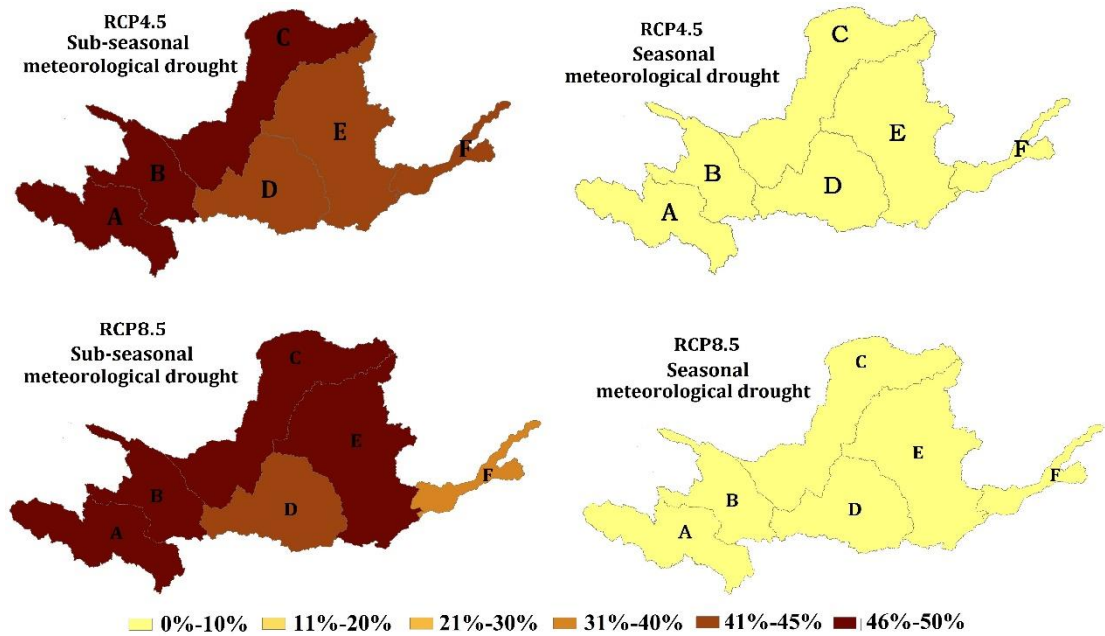 RCP4.5
Sub-seasonal
meteorological drought
C
E
F
B
D
A
RCP4.5
Seasonal
meteorological drought
C
E
F
B
D
A
RCP8.5
Sub-seasonal
meteorological drought
C
E
F
B
D
A
RCP8.5
Seasonal
meteorological drought
C
E
F
B
D
A
0%-10% 11%-20% 21%-30% 31%-40% 41%-45% 46%-50%